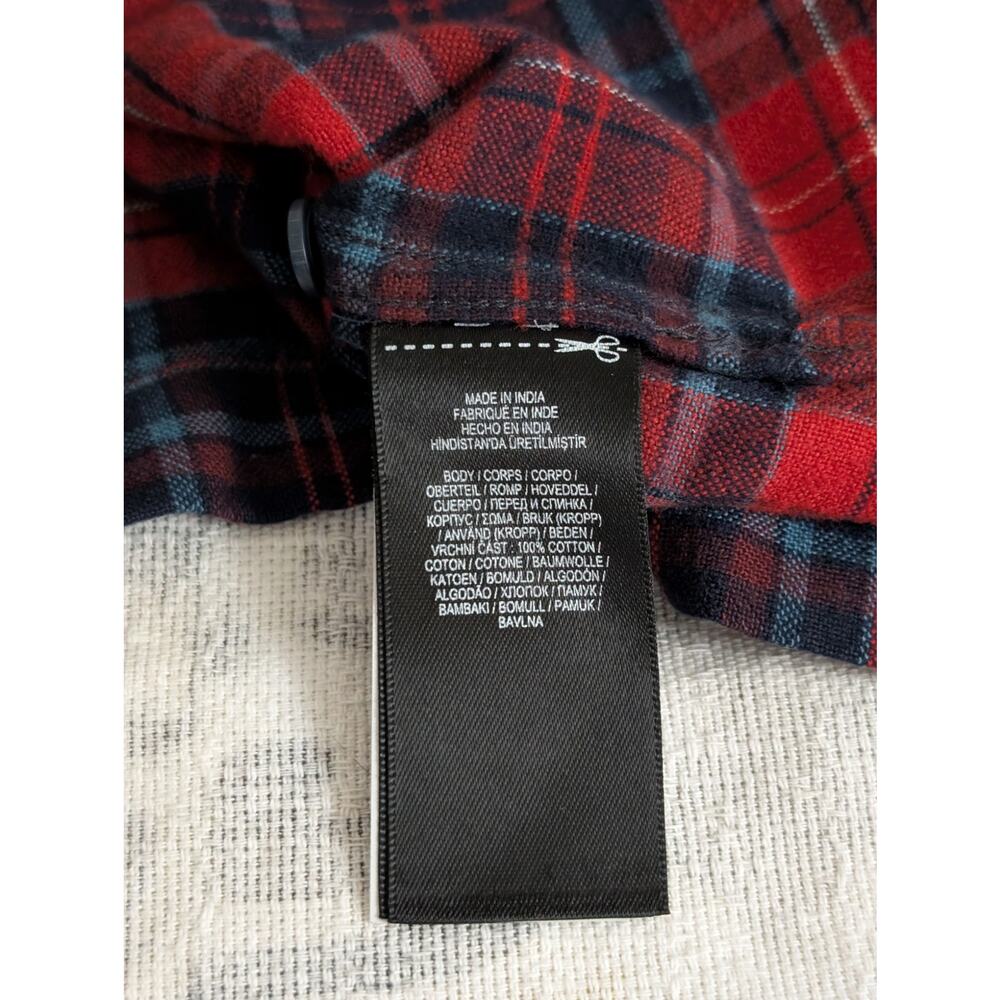 MADE IN INDIA
FABRIQUÉ EN INDE
HECHO EN INDIA
HINDISTAN'DA ÜRETİLMİŞTİR
BODY / CORPS / CORPO /
OBERTEIL / ROMP / HOVEDDEL /
CUERPO / ПЕРЕД И СПИНКА /
КОРПУС / ΣΩΜΑ / BRUK (KROPP)
/ ANVÄND (KROPP) / BEDEN /
VRCHNÍ ČÁST : 100% COTTON /
COTON / COTONE / BAUMWOLLE /
KATOEN / BOMULD / ALGODÓN /
ALGODÃO / ХЛОПОК / ПАМУК /
BAMBAKI / BOMULL / PAMUK /
BAVLNA